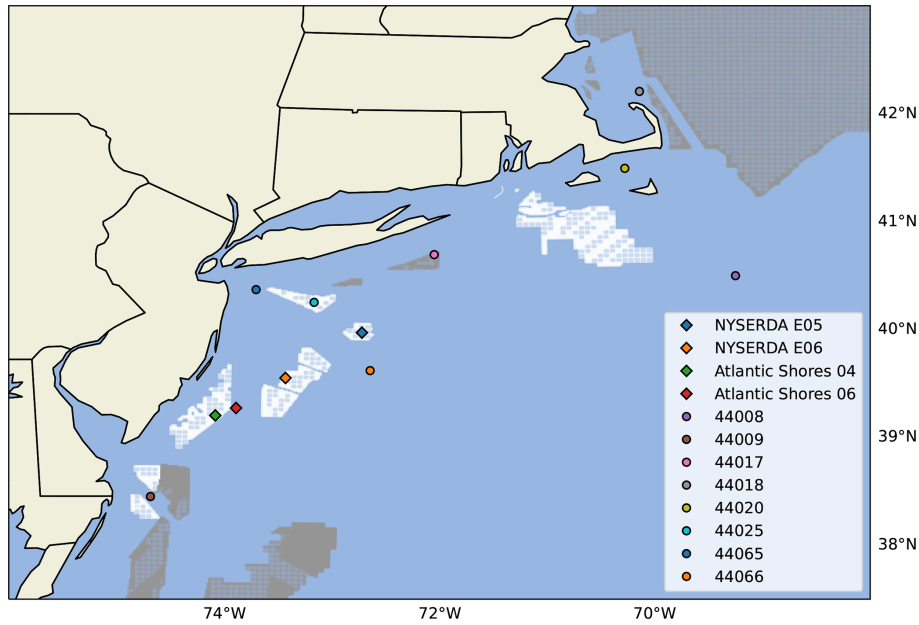 42°N
41°N
40°N
39°N
38°N
NYSERDA E05
NYSERDA E06
Atlantic Shores 04
Atlantic Shores 06
44008
44009
44017
44018
44020
44025
44065
44066
74°W 72°W 70°W